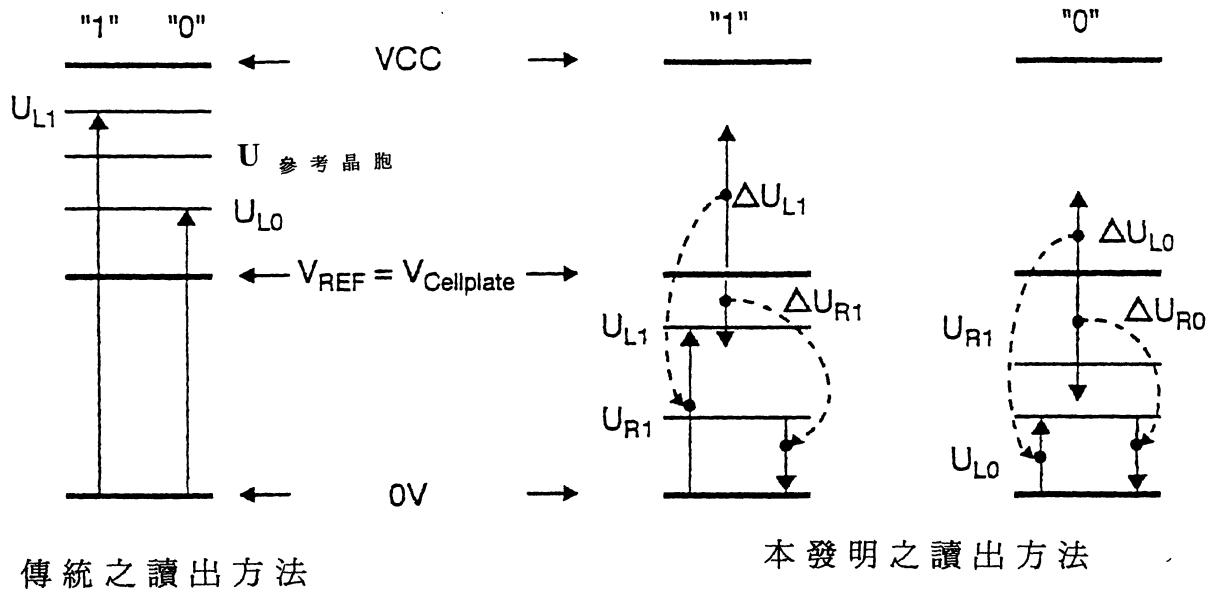 "1" "0" "1" "0"
VCC
U_L1
U 參考晶胞
U_L0
ΔU_L1
ΔU_L0
V_REF = V_Cellplate
ΔU_R1
ΔU_R0
U_L1
U_R1
U_R1
U_L0
0V
傳統之讀出方法
本發明之讀出方法